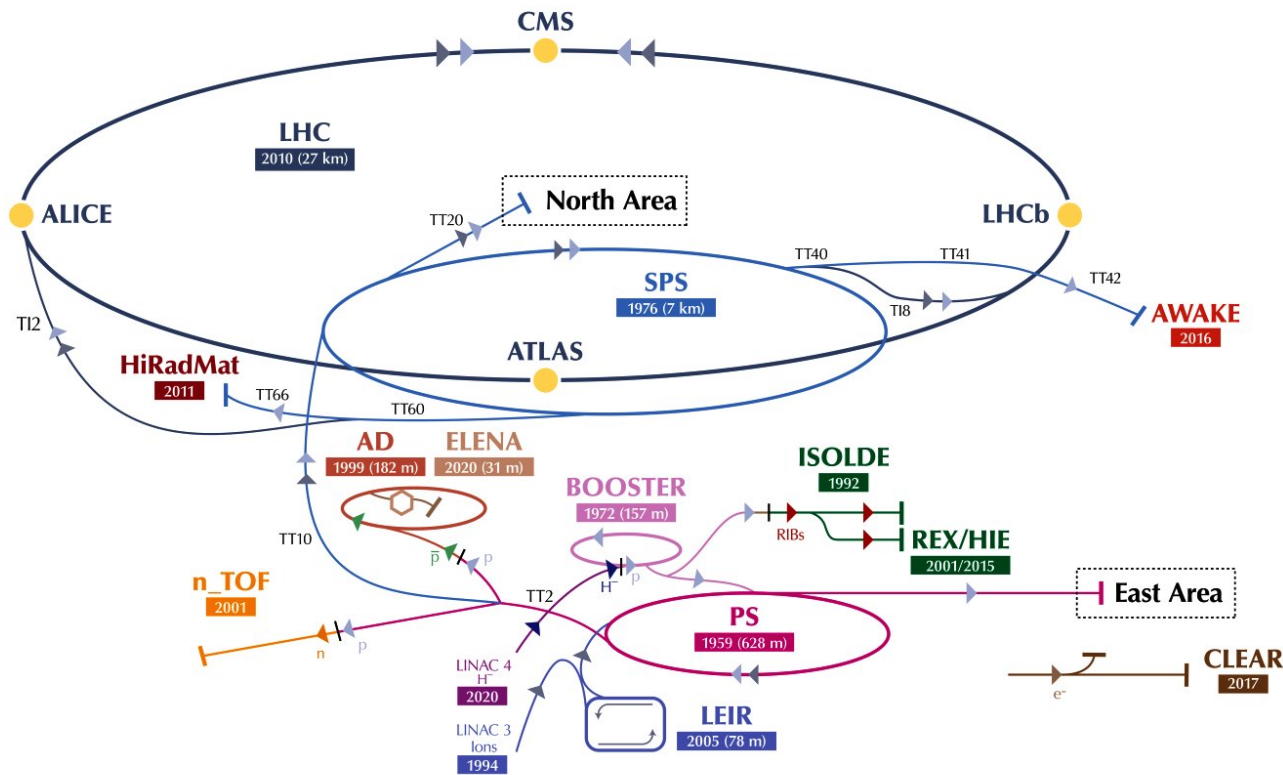 CMS
LHC
2010 (27 km)
ALICE
North Area
TT20
LHCb
TT40
TT41
SPS
1976 (7 km)
TI8
TT42
AWAKE
2016
TI2
ATLAS
HiRadMat
2011
TT66
TT60
AD
1999 (182 m)
ELENA
2020 (31 m)
ISOLDE
1992
BOOSTER
1972 (157 m)
RIBs
REX/HIE
2001/2015
TT10
p̅
p
H⁻
p
n_TOF
2001
TT2
East Area
PS
1959 (628 m)
n
p
LINAC 4
H⁻
2020
CLEAR
2017
e⁻
LINAC 3
Ions
1994
LEIR
2005 (78 m)